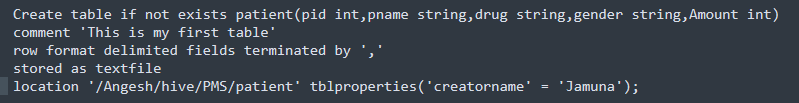 Create table if not exists patient(pid int,pname string,drug string,gender string,Amount int)
comment 'This is my first table'
row format delimited fields terminated by ','
stored as textfile
location '/Angesh/hive/PMS/patient' tblproperties('creatorname' = 'Jamuna');